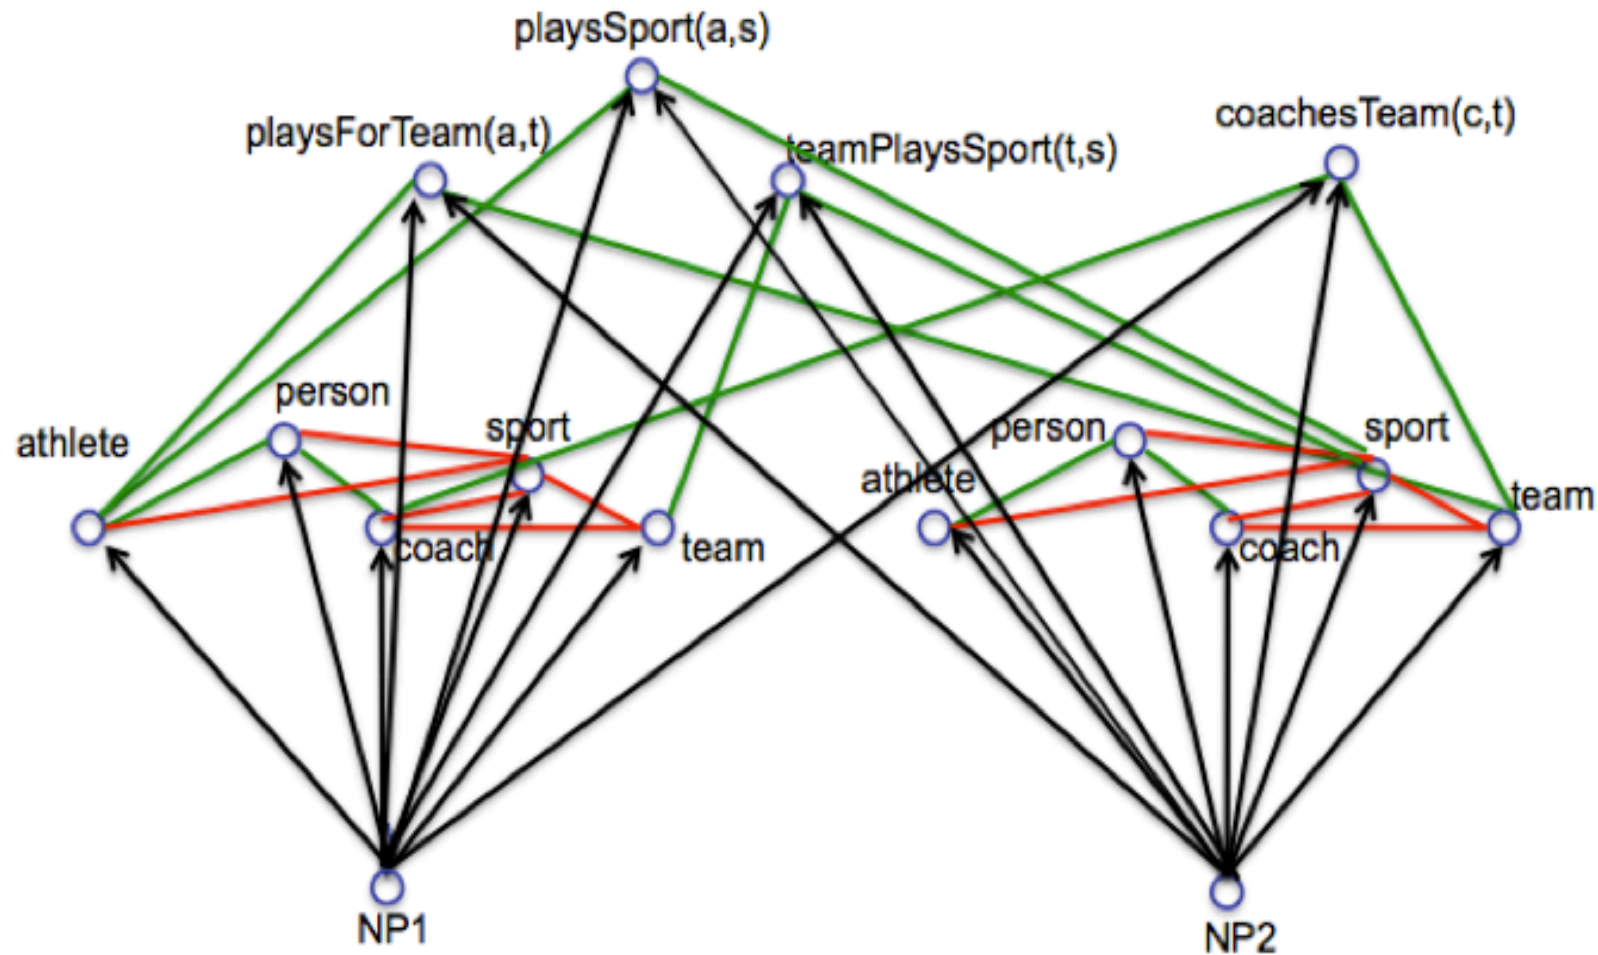 playsSport(a,s)
playsForTeam(a,t)
teamPlaysSport(t,s)
coachesTeam(c,t)
person
athlete
sport
coach
team
person
athlete
sport
coach
team
NP1
NP2